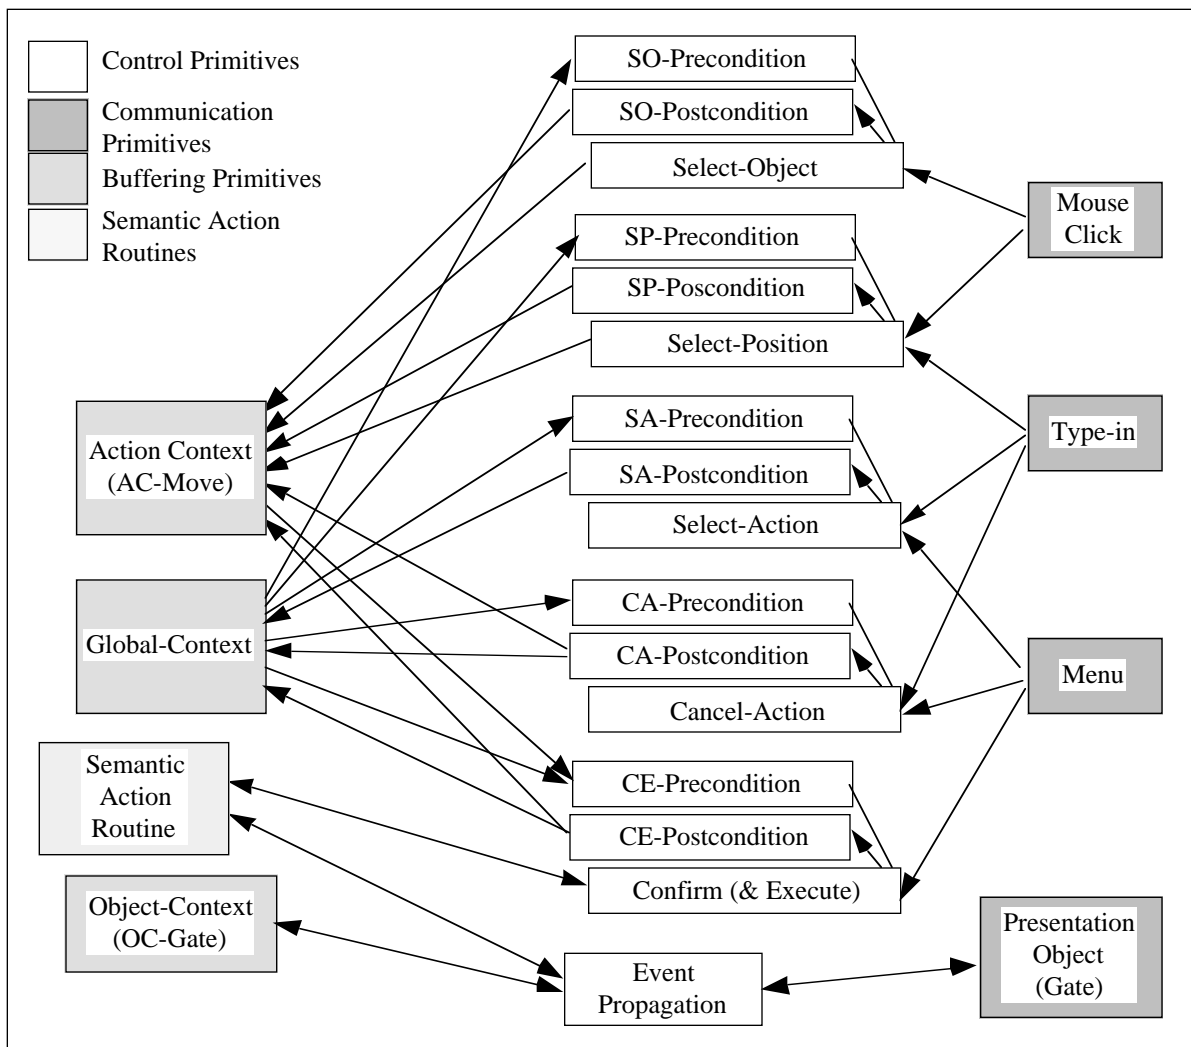 Control Primitives
Communication
Primitives
Buffering Primitives
Semantic Action
Routines
SO-Precondition
SO-Postcondition
Select-Object
Mouse
Click
SP-Precondition
SP-Poscondition
Select-Position
Action Context
(AC-Move)
SA-Precondition
SA-Postcondition
Select-Action
Type-in
Global-Context
CA-Precondition
CA-Postcondition
Cancel-Action
Menu
Semantic
Action
Routine
CE-Precondition
CE-Postcondition
Confirm (& Execute)
Object-Context
(OC-Gate)
Event
Propagation
Presentation
Object
(Gate)